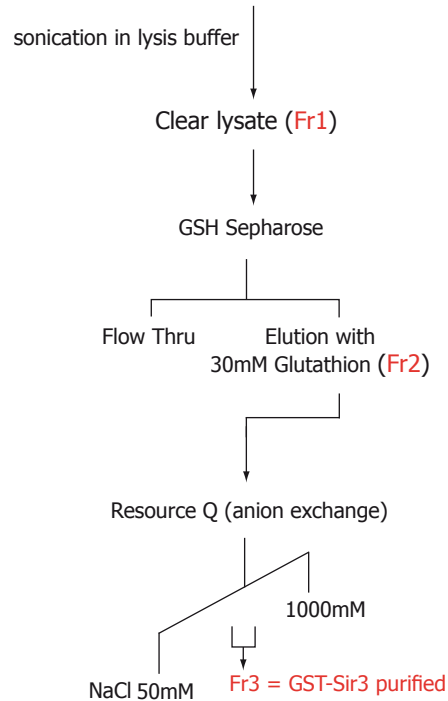 sonication in lysis buffer
Clear lysate (Fr1)
GSH Sepharose
Flow Thru
Elution with
30mM Glutathion (Fr2)
Resource Q (anion exchange)
1000mM
NaCl 50mM
Fr3 = GST-Sir3 purified